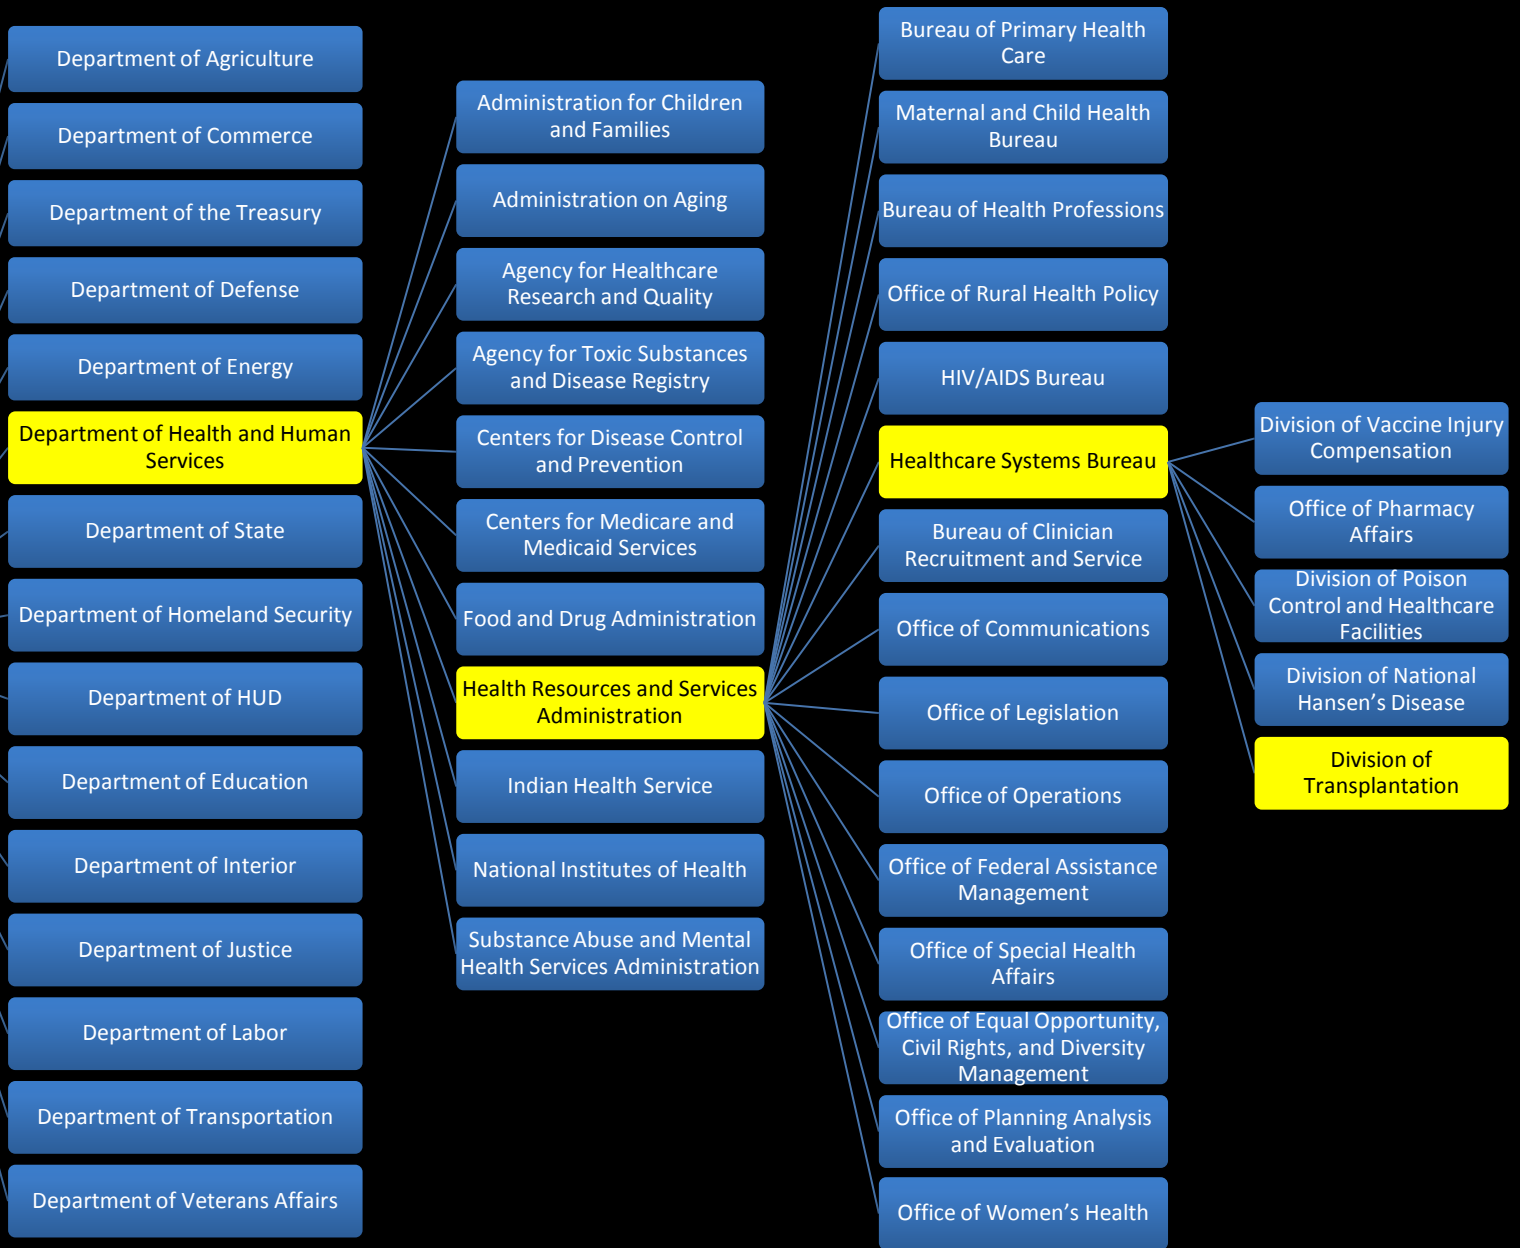 Department of Agriculture
Department of Commerce
Department of the Treasury
Department of Defense
Department of Energy
Department of Health and Human
Services
Department of State
Department of Homeland Security
Department of HUD
Department of Education
Department of Interior
Department of Justice
Department of Labor
Department of Transportation
Department of Veterans Affairs
Administration for Children
and Families
Administration on Aging
Agency for Healthcare
Research and Quality
Agency for Toxic Substances
and Disease Registry
Centers for Disease Control
and Prevention
Centers for Medicare and
Medicaid Services
Food and Drug Administration
Health Resources and Services
Administration
Indian Health Service
National Institutes of Health
Substance Abuse and Mental
Health Services Administration
Bureau of Primary Health
Care
Maternal and Child Health
Bureau
Bureau of Health Professions
Office of Rural Health Policy
HIV/AIDS Bureau
Healthcare Systems Bureau
Bureau of Clinician
Recruitment and Service
Office of Communications
Office of Legislation
Office of Operations
Office of Federal Assistance
Management
Office of Special Health
Affairs
Office of Equal Opportunity,
Civil Rights, and Diversity
Management
Office of Planning Analysis
and Evaluation
Office of Women’s Health
Division of Vaccine Injury
Compensation
Office of Pharmacy
Affairs
Division of Poison
Control and Healthcare
Facilities
Division of National
Hansen’s Disease
Division of
Transplantation